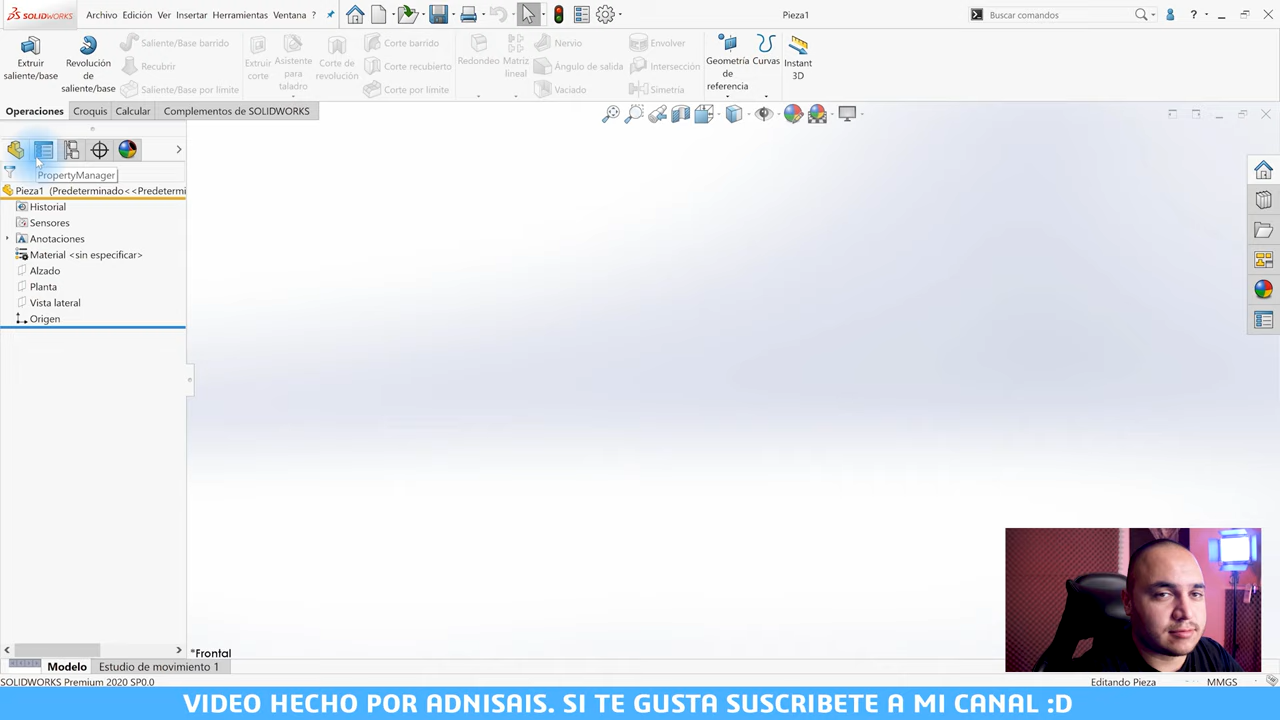 SOLIDWORKS Archivo Edición Ver Insertar Herramientas Ventana ? Pieza1 Buscar comandos ?
Extruir saliente/base
Revolución de saliente/base
Saliente/Base barrido
Recubrir
Saliente/Base por límite
Extruir corte
Asistente para taladro
Corte de revolución
Corte barrido
Corte recubierto
Corte por límite
Redondeo
Matriz lineal
Nervio
Ángulo de salida
Vaciado
Envolver
Intersección
Simetría
Geometría de referencia
Curvas
Instant 3D
Operaciones Croquis Calcular Complementos de SOLIDWORKS
PropertyManager
Pieza1 (Predeterminado<<Predetermi
Historial
Sensores
Anotaciones
Material <sin especificar>
Alzado
Planta
Vista lateral
Origen
*Frontal
Modelo Estudio de movimiento 1
SOLIDWORKS Premium 2020 SP0.0 Editando Pieza MMGS
VIDEO HECHO POR ADNISAIS. SI TE GUSTA SUSCRIBETE A MI CANAL :D